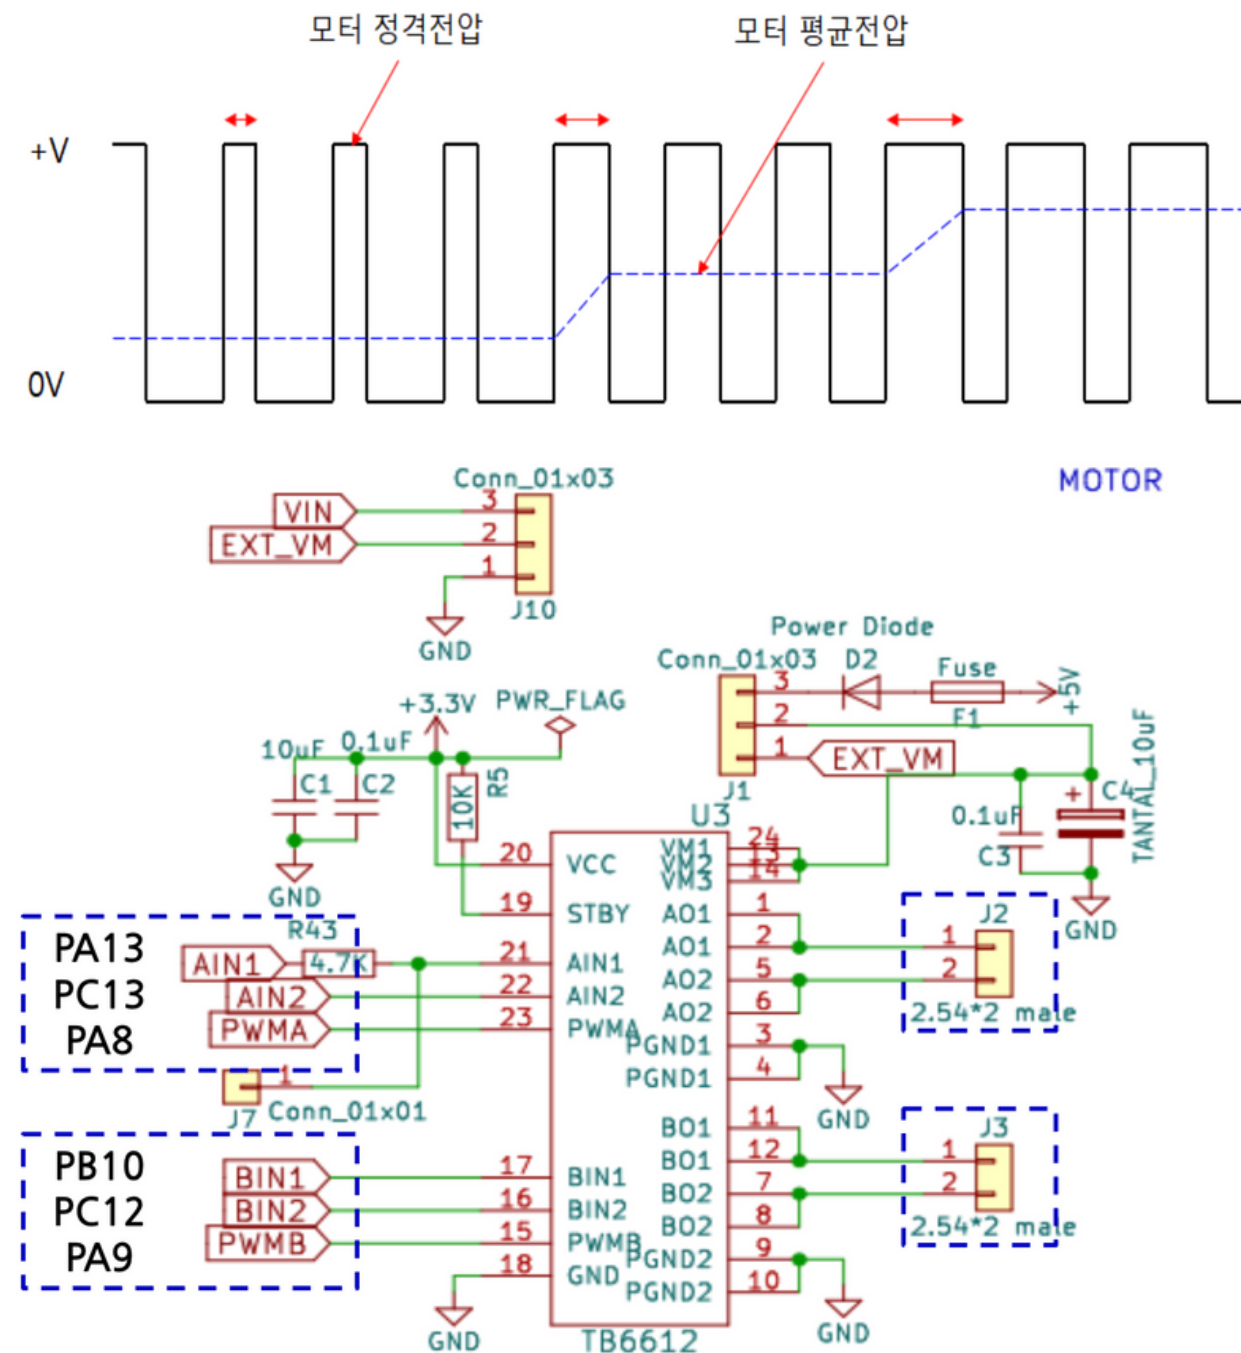 모터 정격전압
모터 평균전압
+V
0V
MOTOR
Conn_01x03
VIN
3
EXT_VM
2
1
J10
GND
Power Diode
Conn_01x03
D2
Fuse
3
+5V
F1
2
1
EXT_VM
J1
+3.3V
PWR_FLAG
10uF
0.1uF
C1
C2
10K
R5
GND
0.1uF
C3
C4
+
TANTAL_10uF
GND
U3
20
VCC
VM1
24
VM2
13
VM3
14
19
STBY
AO1
1
PA13
AIN1
R43
4.7K
21
AIN1
AO1
2
PC13
AIN2
22
AIN2
AO2
5
PA8
PWMA
23
PWMA
AO2
6
J2
1
2
2.54*2 male
PGND1
3
PGND1
4
GND
1
J7
Conn_01x01
BO1
11
PB10
BIN1
17
BIN1
BO1
12
PC12
BIN2
16
BIN2
BO2
7
PA9
PWMB
15
PWMB
BO2
8
J3
1
2
2.54*2 male
18
GND
PGND2
9
PGND2
10
GND
GND
TB6612